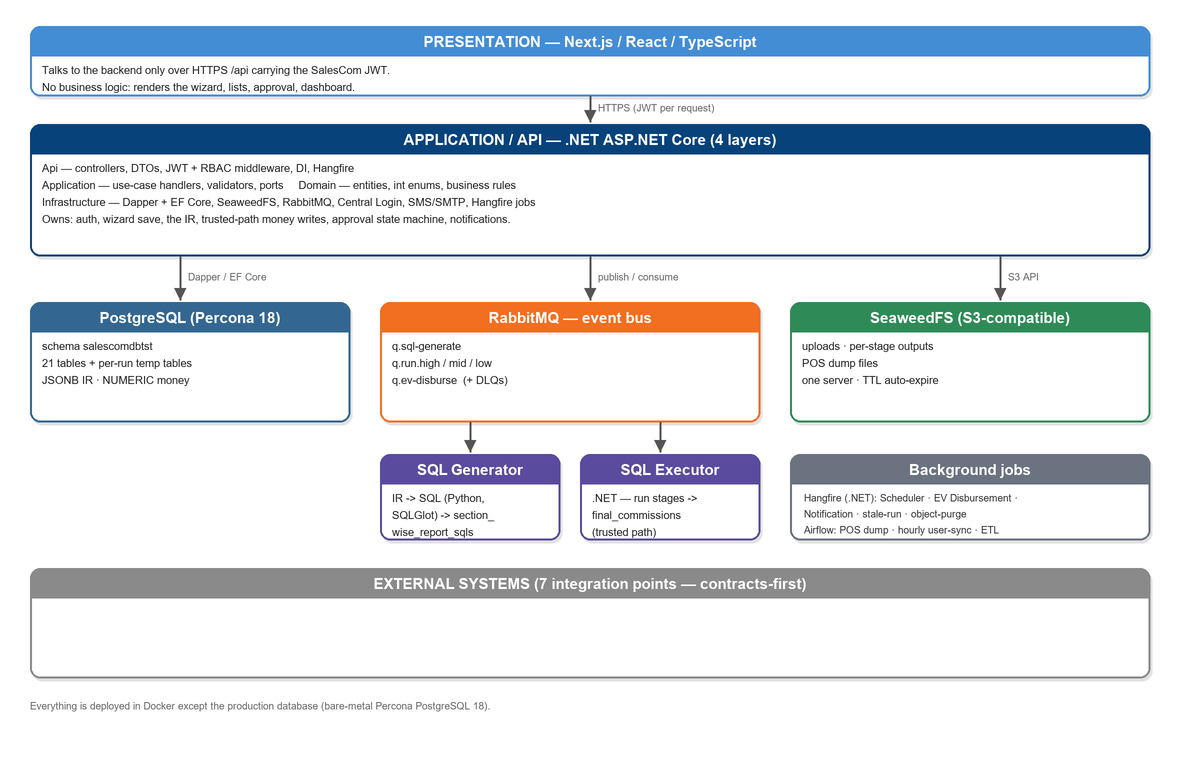 PRESENTATION — Next.js / React / TypeScript
Talks to the backend only over HTTPS /api carrying the SalesCom JWT.
No business logic: renders the wizard, lists, approval, dashboard.
HTTPS (JWT per request)
APPLICATION / API — .NET ASP.NET Core (4 layers)
Api — controllers, DTOs, JWT + RBAC middleware, DI, Hangfire
Application — use-case handlers, validators, ports    Domain — entities, int enums, business rules
Infrastructure — Dapper + EF Core, SeaweedFS, RabbitMQ, Central Login, SMS/SMTP, Hangfire jobs
Owns: auth, wizard save, the IR, trusted-path money writes, approval state machine, notifications.
Dapper / EF Core
publish / consume
S3 API
PostgreSQL (Percona 18)
schema salescomdbtst
21 tables + per-run temp tables
JSONB IR · NUMERIC money
RabbitMQ — event bus
q.sql-generate
q.run.high / mid / low
q.ev-disburse  (+ DLQs)
SeaweedFS (S3-compatible)
uploads · per-stage outputs
POS dump files
one server · TTL auto-expire
SQL Generator
IR -> SQL (Python,
SQLGlot) -> section_
wise_report_sqls
SQL Executor
.NET — run stages ->
final_commissions
(trusted path)
Background jobs
Hangfire (.NET): Scheduler · EV Disbursement ·
Notification · stale-run · object-purge
Airflow: POS dump · hourly user-sync · ETL
EXTERNAL SYSTEMS (7 integration points — contracts-first)
Everything is deployed in Docker except the production database (bare-metal Percona PostgreSQL 18).